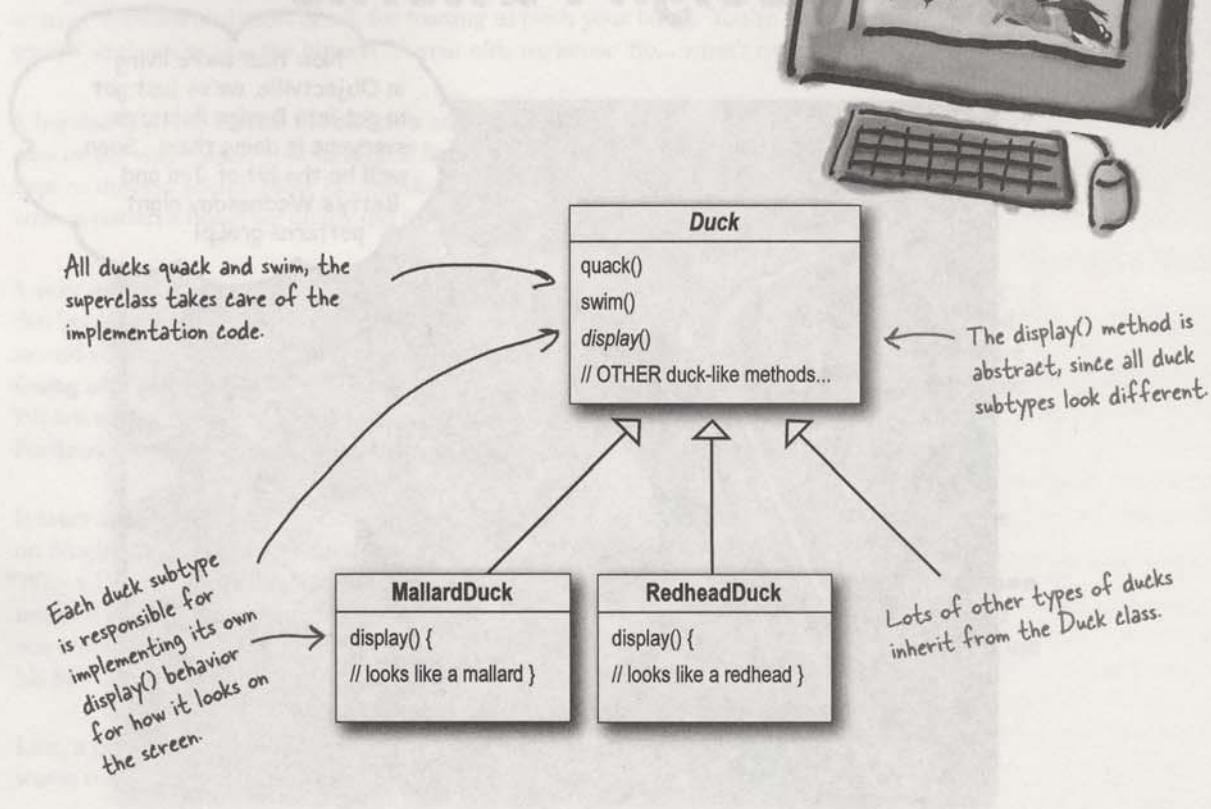 Duck
quack()
swim()
display()
// OTHER duck-like methods...
All ducks quack and swim, the
superclass takes care of the
implementation code.
The display() method is
abstract, since all duck
subtypes look different.
MallardDuck
display() {
// looks like a mallard }
RedheadDuck
display() {
// looks like a redhead }
Each duck subtype
is responsible for
implementing its own
display() behavior
for how it looks on
the screen.
Lots of other types of ducks
inherit from the Duck class.